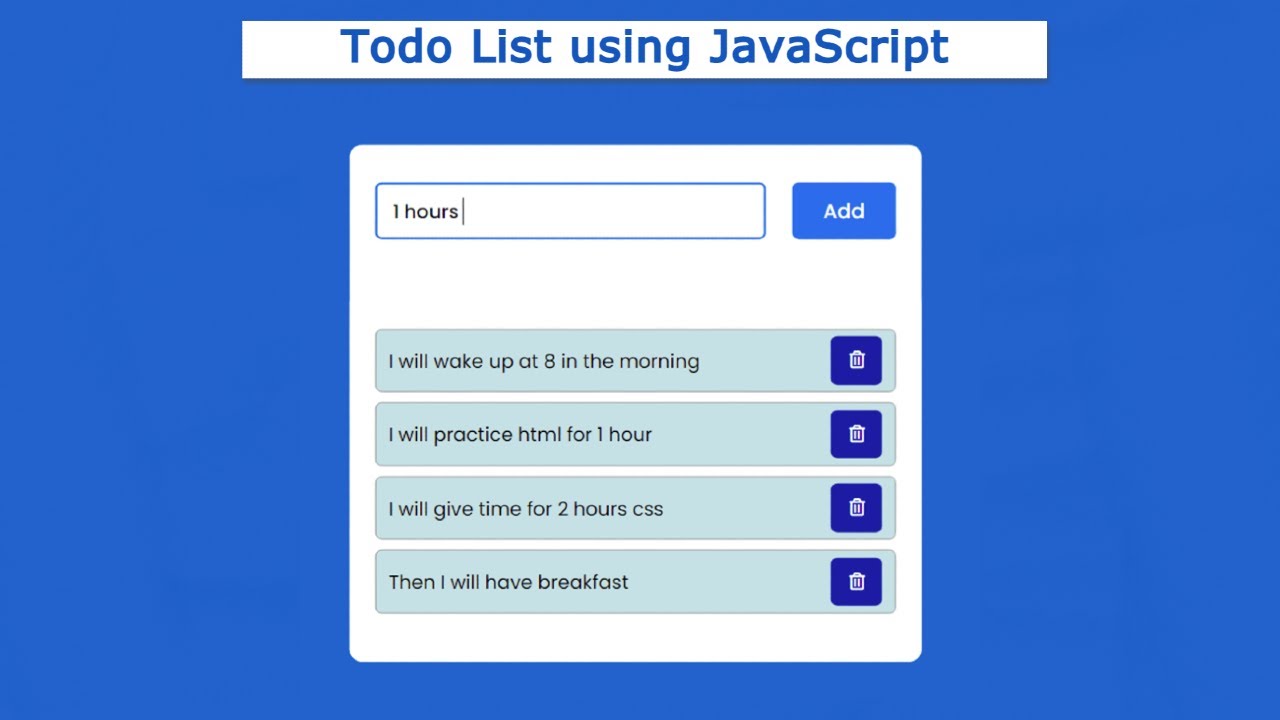 Todo List using JavaScript
1 hours
Add
I will wake up at 8 in the morning
I will practice html for 1 hour
I will give time for 2 hours css
Then I will have breakfast